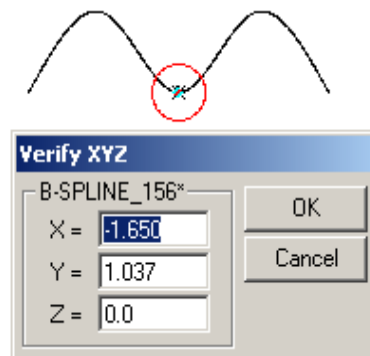 Verify XYZ
B-SPLINE_156*
X = -1.650
OK
Y = 1.037
Cancel
Z = 0.0